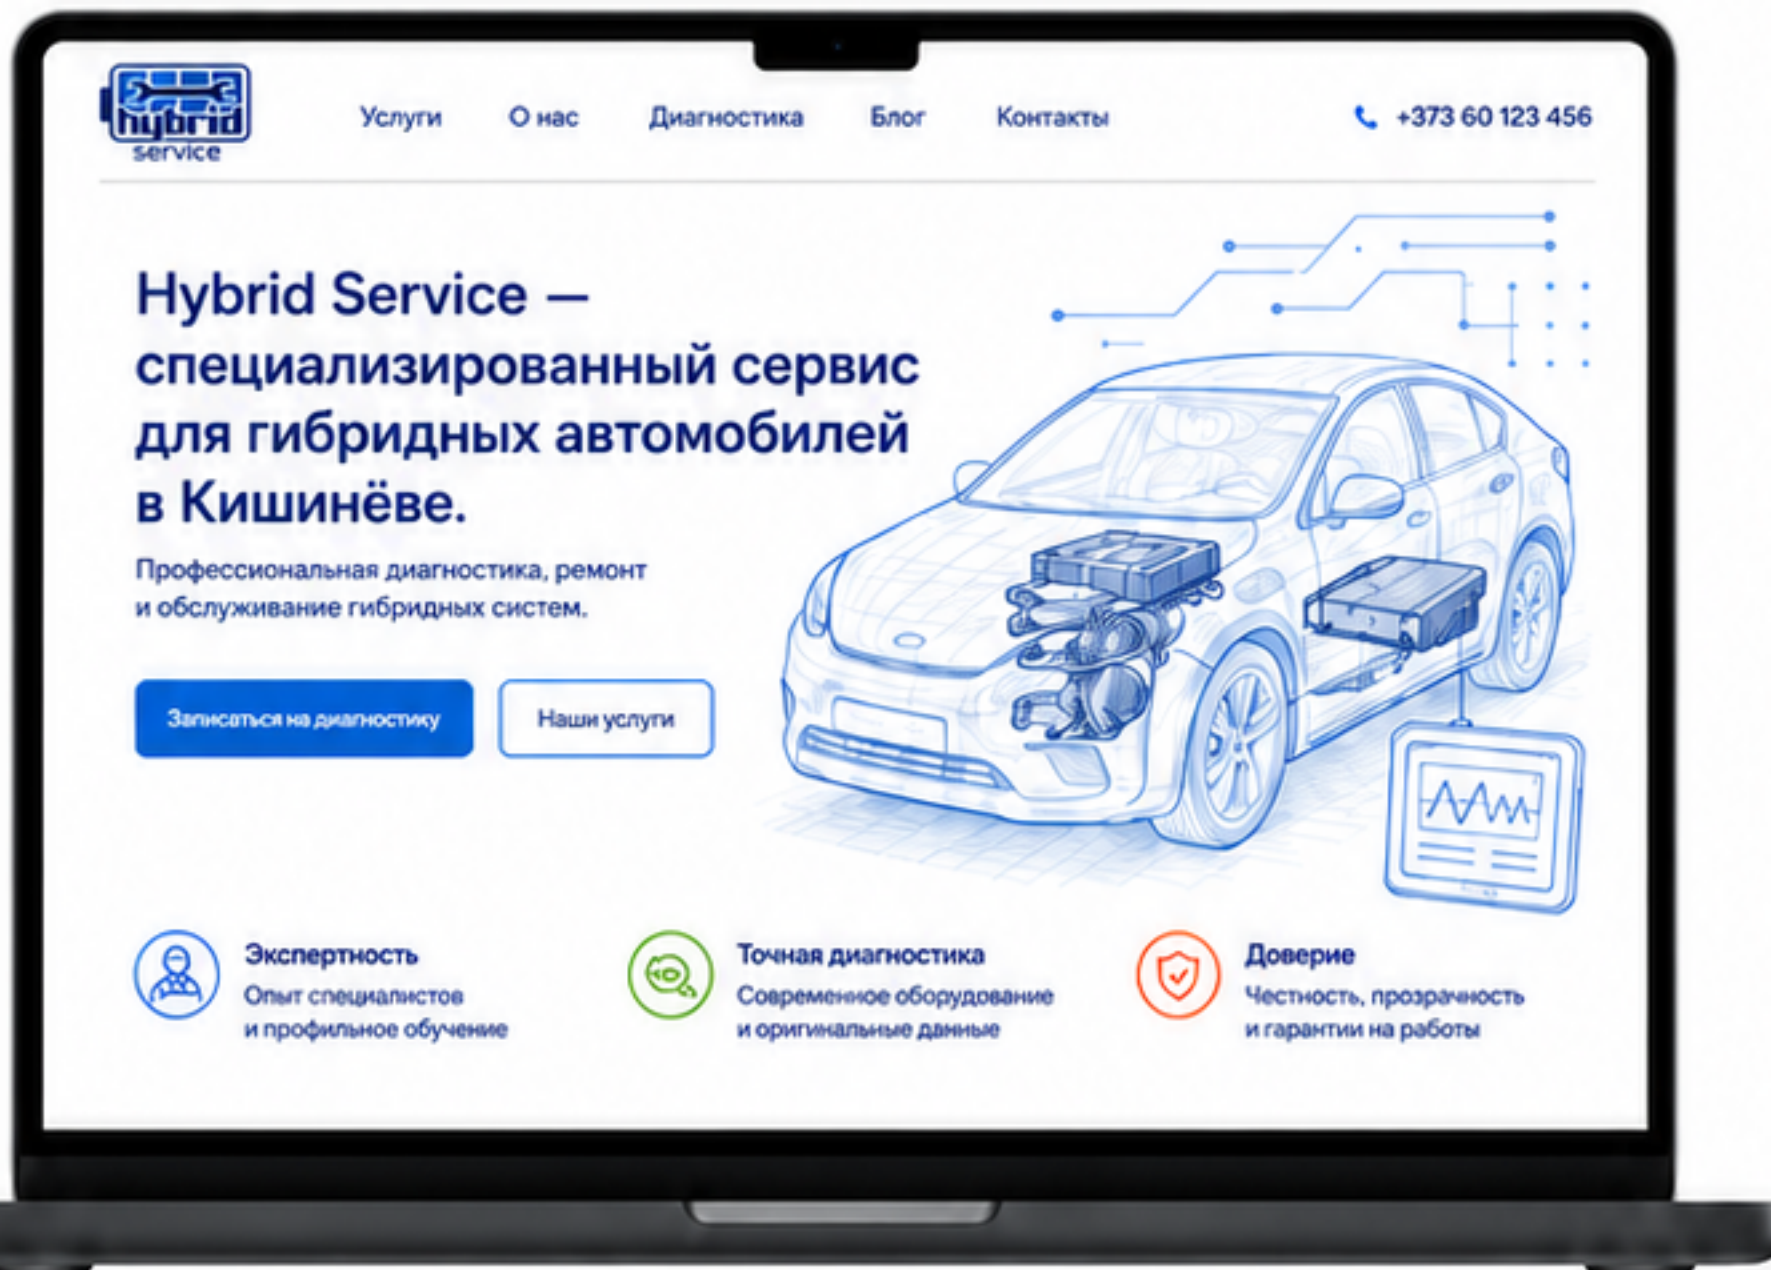 hybrid
service
Услуги
О нас
Диагностика
Блог
Контакты
+373 60 123 456
Hybrid Service —
специализированный сервис
для гибридных автомобилей
в Кишинёве.
Профессиональная диагностика, ремонт
и обслуживание гибридных систем.
Записаться на диагностику
Наши услуги
Экспертность
Опыт специалистов
и профильное обучение
Точная диагностика
Современное оборудование
и оригинальные данные
Доверие
Честность, прозрачность
и гарантии на работы